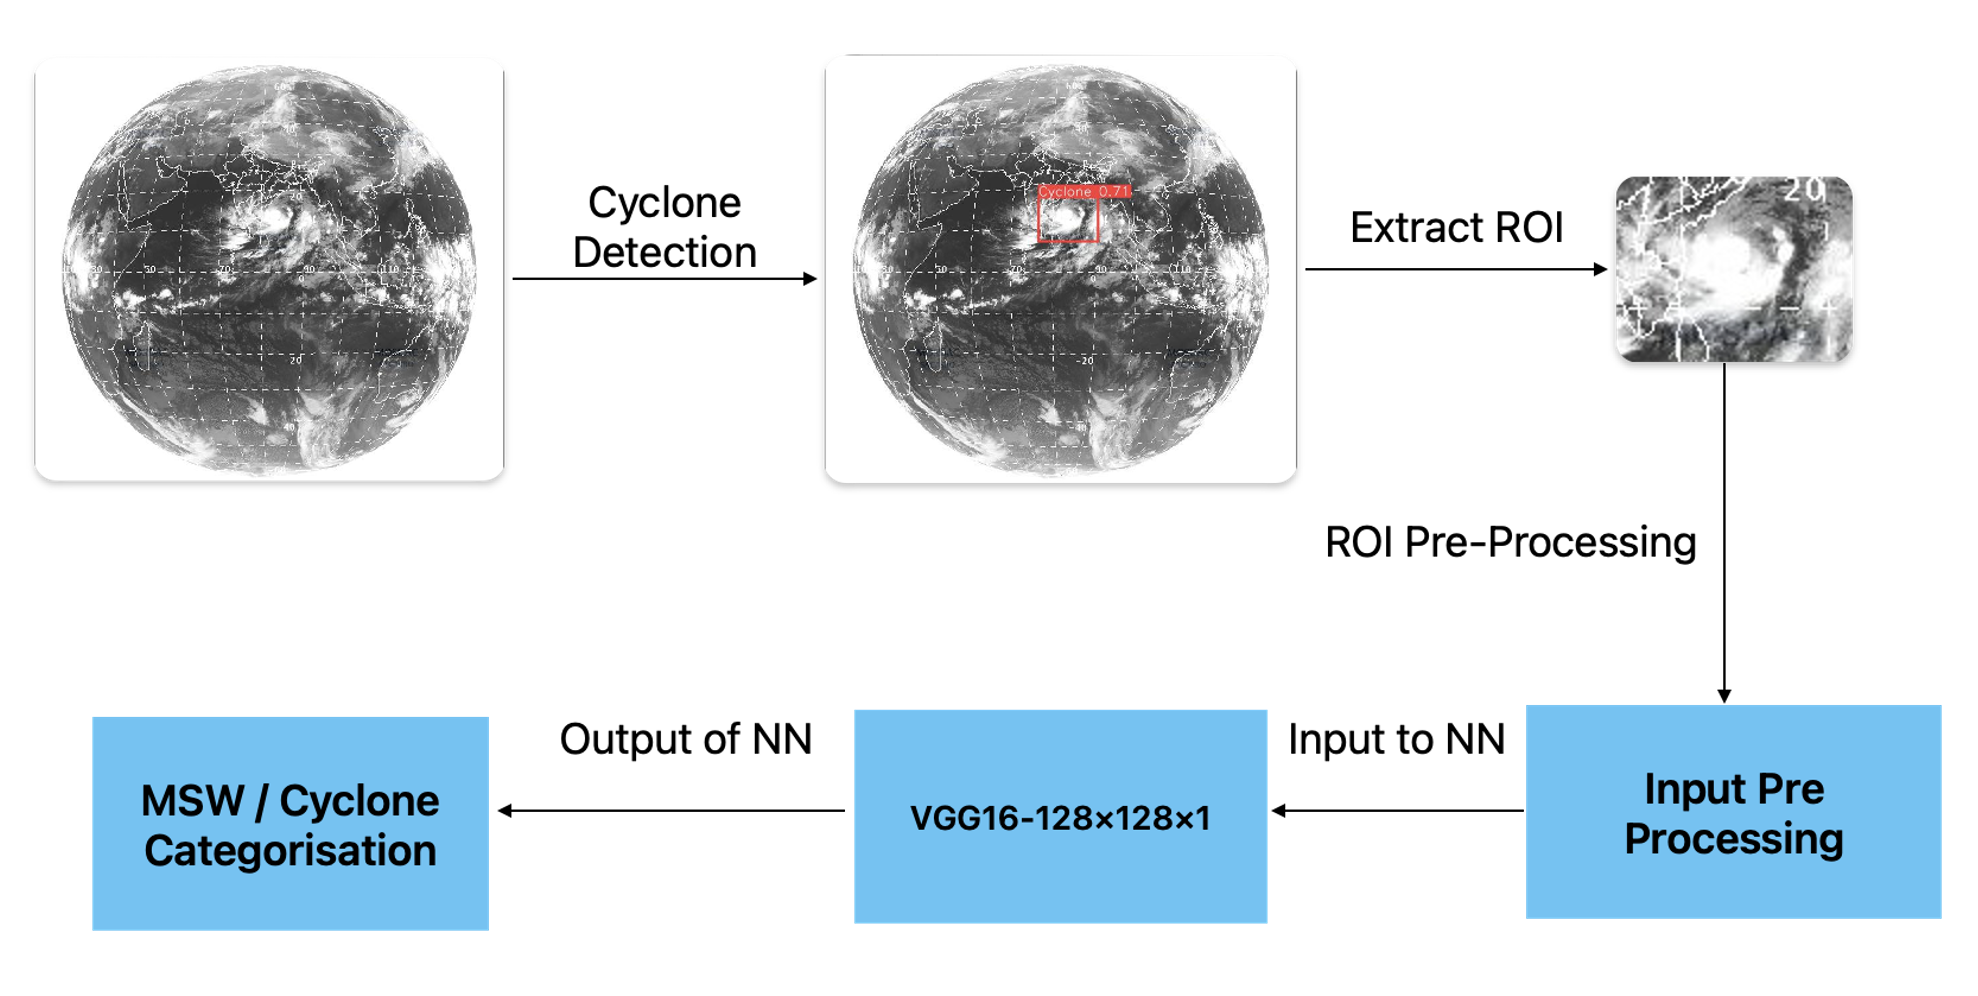 Cyclone
Detection
Cyclone 0.71
Extract ROI
20
ROI Pre-Processing
Output of NN
Input to NN
MSW / Cyclone
Categorisation
VGG16-128×128×1
Input Pre
Processing